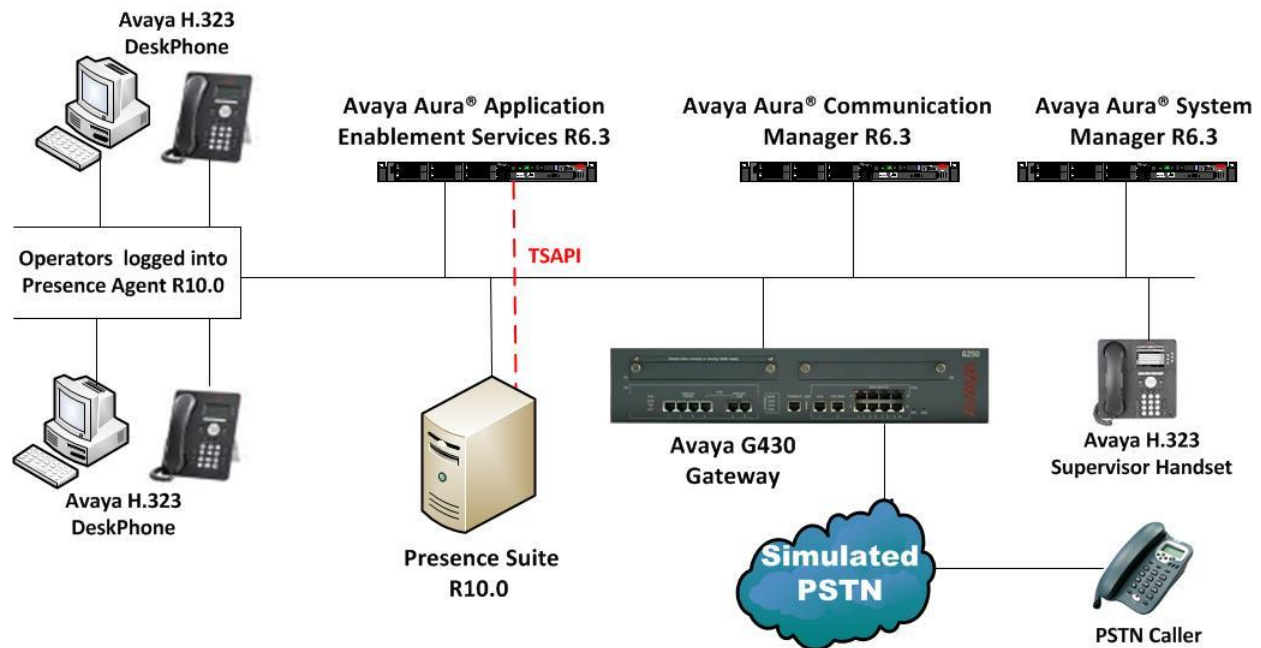 Avaya H.323
DeskPhone
Avaya Aura® Application
Enablement Services R6.3
Avaya Aura® Communication
Manager R6.3
Avaya Aura® System
Manager R6.3
Operators logged into
Presence Agent R10.0
TSAPI
Avaya H.323
DeskPhone
Presence Suite
R10.0
AVAYA
Avaya G430
Gateway
Avaya H.323
Supervisor Handset
Simulated
PSTN
PSTN Caller